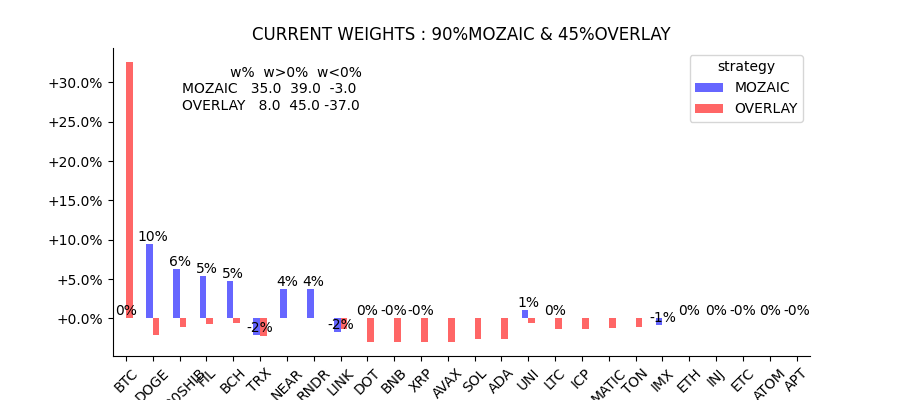 CURRENT WEIGHTS : 90%MOZAIC & 45%OVERLAY
w% w>0% w<0%
MOZAIC 35.0 39.0 -3.0
OVERLAY 8.0 45.0 -37.0
strategy
MOZAIC
OVERLAY
+30.0%
+25.0%
+20.0%
+15.0%
+10.0%
+5.0%
+0.0%
0% 10% 6% 5% 5% -2% 4% 4% -2% 0% -0% -0% 1% 0% -1% 0% 0% -0% 0% -0%
BTC DOGE BCH TRX NEAR RNDR LINK DOT BNB XRP AVAX SOL ADA UNI LTC ICP MATIC TON IMX ETH INJ ETC ATOM APT